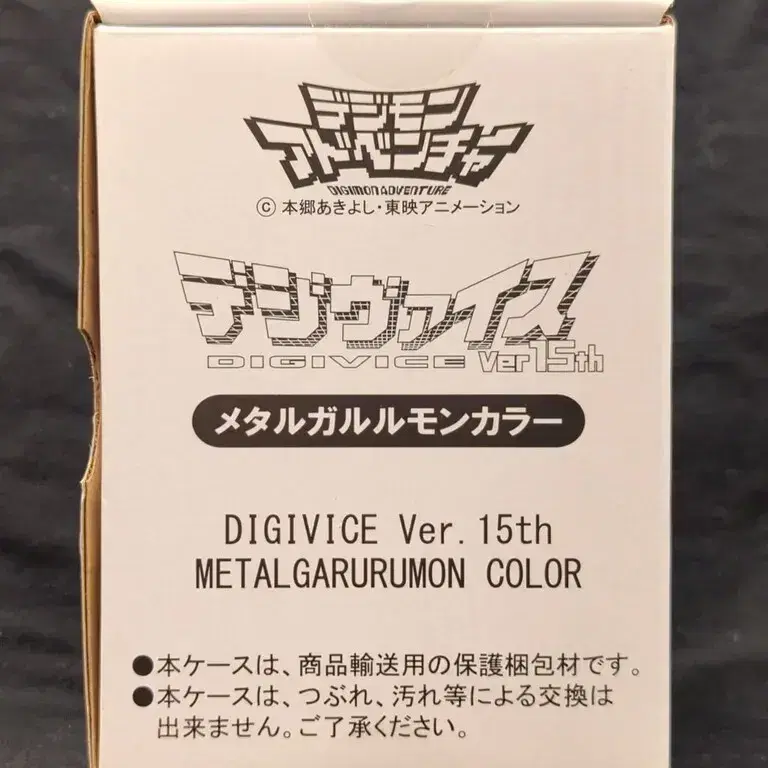 デジモン
アドベンチャー
DIGIMON ADVENTURE
© 本郷あきよし・東映アニメーション
デジヴァイス
DIGIVICE Ver15th
メタルガルルモンカラー
DIGIVICE Ver. 15th
METALGARURUMON COLOR
●本ケースは、商品輸送用の保護梱包材です。
●本ケースは、つぶれ、汚れ等による交換は
出来ません。ご了承ください。